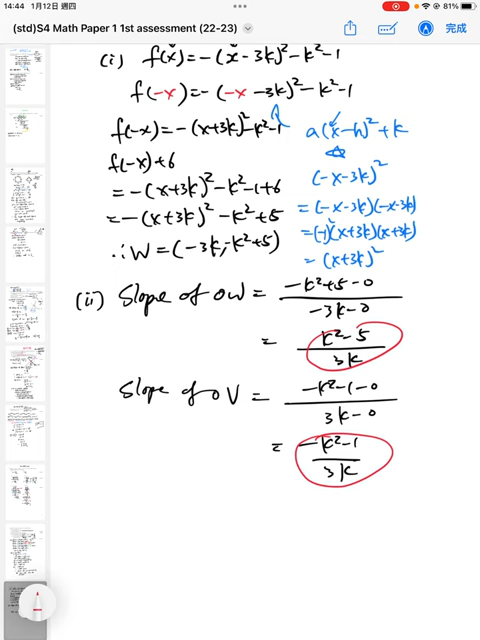 14:44 1月12日 週四
81%
(std)S4 Math Paper 1 1st assessment (22-23)
完成
(i) f(x) = -(x - 3k)² - k² - 1
f(-x) = -(-x - 3k)² - k² - 1
f(-x) = -(x+3k)² - k² - 1
a(x-h)² + k
f(-x)+6
(-x-3k)²
= -(x+3k)² - k² - 1 + 6
= (-x-3k)(-x-3k)
= -(x+3k)² - k² + 5
= (-1)²(x+3k)(x+3k)
∴ W = (-3k, -k²+5)
= (x+3k)²
(ii) Slope of OW = (-k²+5-0)/(-3k-0)
= (k²-5)/(3k)
Slope of OV = (-k²-1-0)/(3k-0)
= (-k²-1)/(3k)